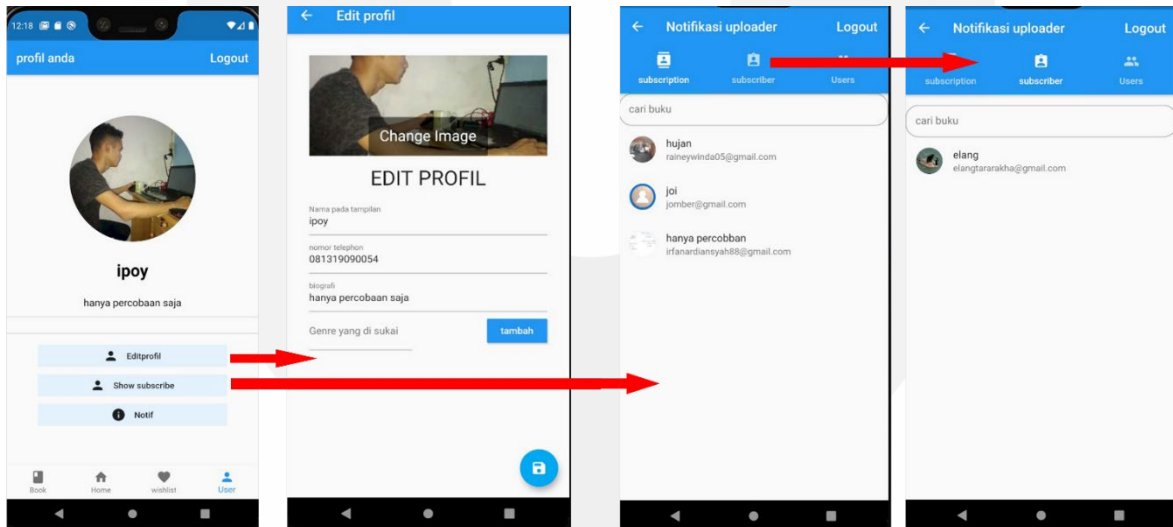 12:18
profil anda Logout
ipoy
hanya percobaan saja
Editprofil
Show subscribe
Notif
Book Home wishlist User
Edit profil
Change Image
EDIT PROFIL
Nama pada tampilan
ipoy
nomor telephon
081319090054
biografi
hanya percobaan saja
Genre yang di sukai tambah
Notifikasi uploader Logout
subscription subscriber Users
cari buku
hujan
raineywinda05@gmail.com
joi
jomber@gmail.com
hanya percobban
irfanardiansyah88@gmail.com
Notifikasi uploader Logout
subscription subscriber Users
cari buku
elang
elangtararakha@gmail.com